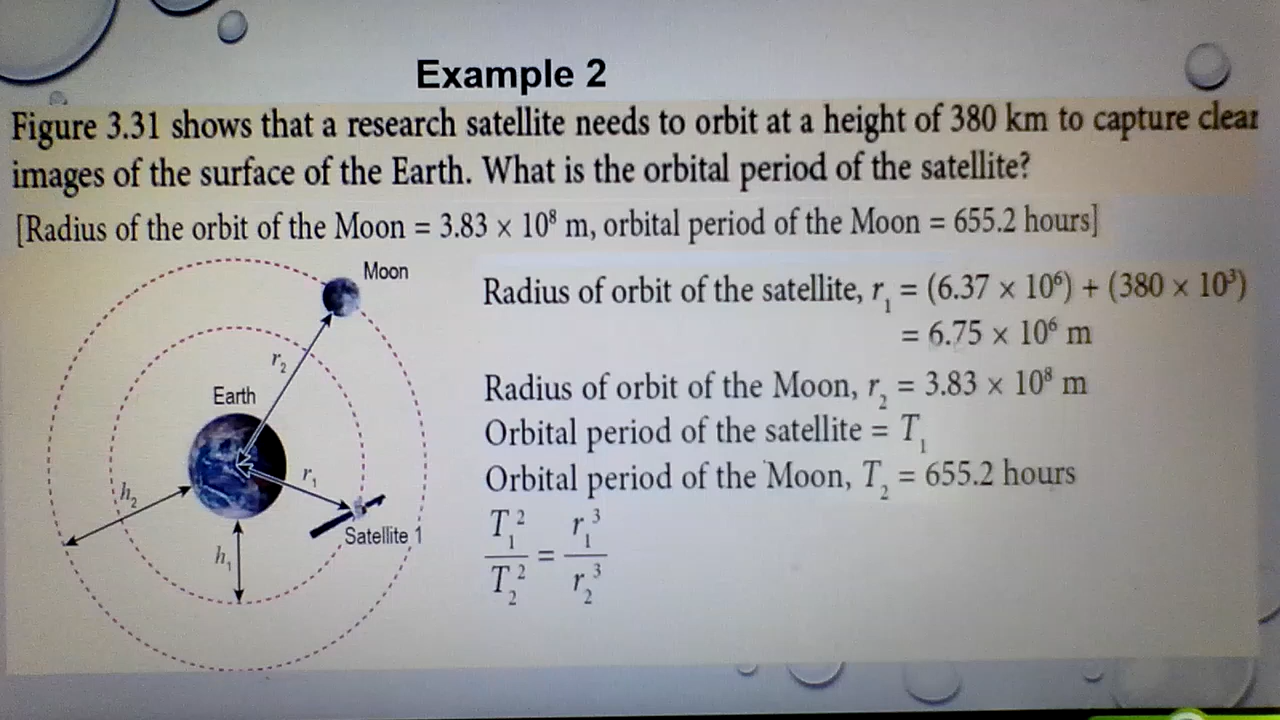 Example 2
Figure 3.31 shows that a research satellite needs to orbit at a height of 380 km to capture clear
images of the surface of the Earth. What is the orbital period of the satellite?
[Radius of the orbit of the Moon = 3.83 × 10⁸ m, orbital period of the Moon = 655.2 hours]
Moon
r₂
Earth
r₁
h₂
Satellite 1
h₁
Radius of orbit of the satellite, r₁ = (6.37 × 10⁶) + (380 × 10³)
= 6.75 × 10⁶ m
Radius of orbit of the Moon, r₂ = 3.83 × 10⁸ m
Orbital period of the satellite = T₁
Orbital period of the Moon, T₂ = 655.2 hours
T₁²/T₂² = r₁³/r₂³